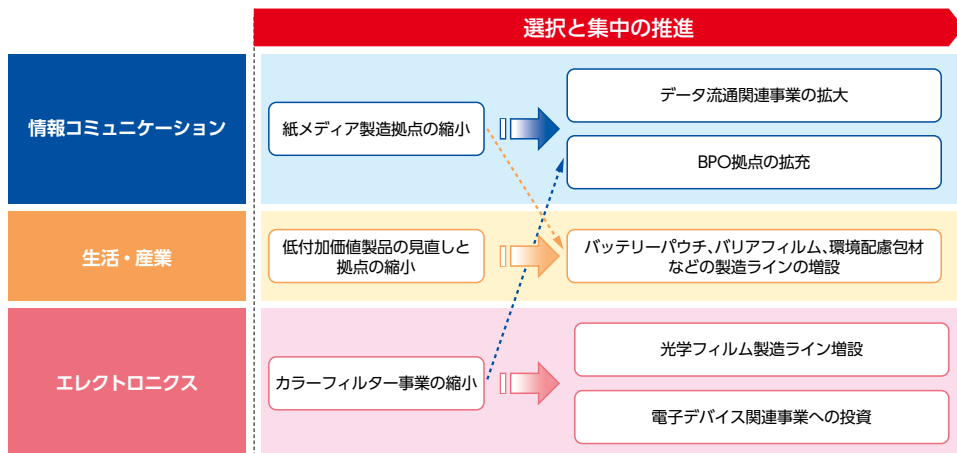 選択と集中の推進
情報コミュニケーション
紙メディア製造拠点の縮小
データ流通関連事業の拡大
BPO拠点の拡充
生活・産業
低付加価値製品の見直しと
拠点の縮小
バッテリーパウチ、バリアフィルム、環境配慮包材
などの製造ラインの増設
エレクトロニクス
カラーフィルター事業の縮小
光学フィルム製造ライン増設
電子デバイス関連事業への投資